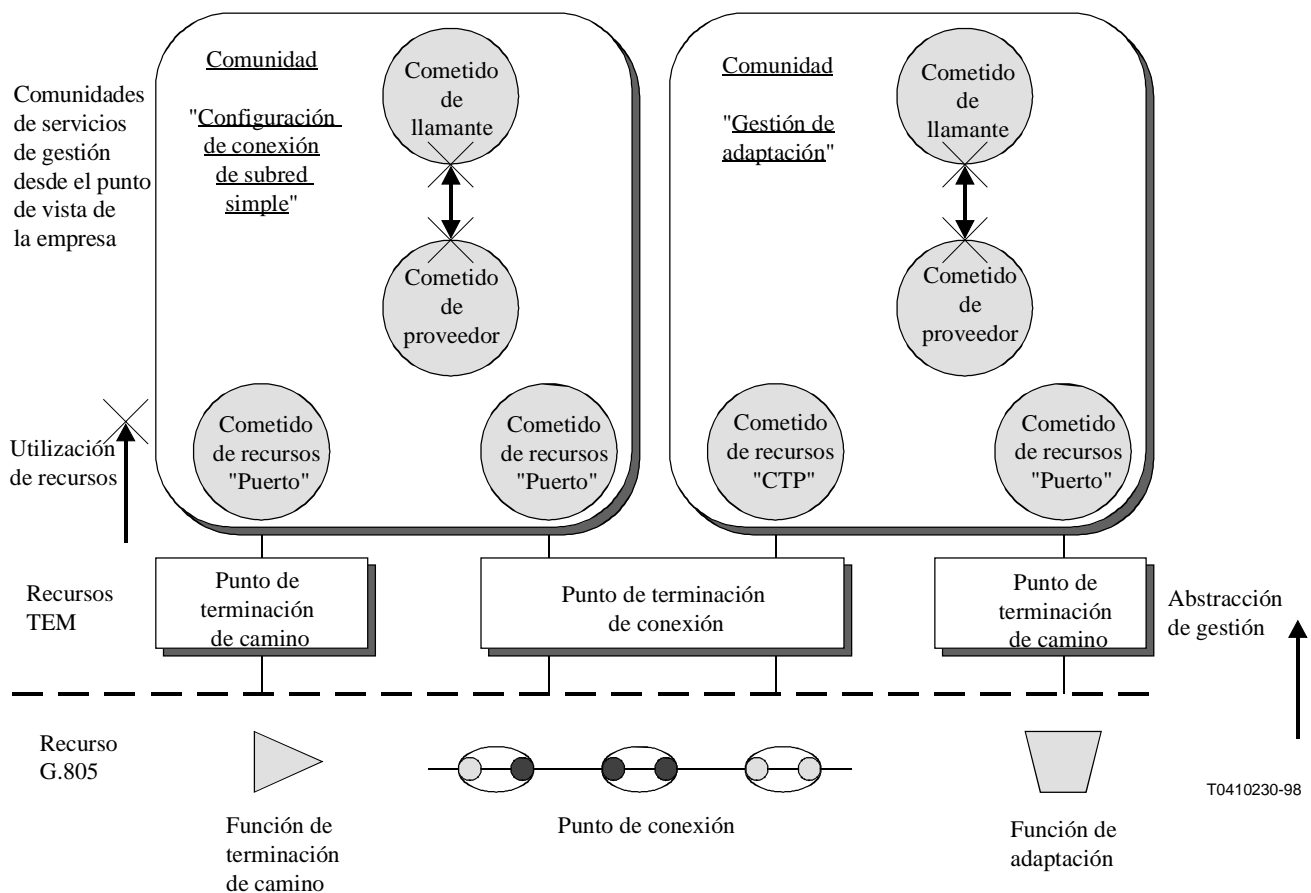 Comunidades
de servicios
de gestión
desde el punto
de vista de
la empresa
Comunidad
"Configuración
de conexión
de subred
simple"
Cometido
de
llamante
Cometido
de
proveedor
Comunidad
"Gestión de
adaptación"
Cometido
de
llamante
Cometido
de
proveedor
Utilización
de recursos
Cometido
de recursos
"Puerto"
Cometido
de recursos
"Puerto"
Cometido
de recursos
"CTP"
Cometido
de recursos
"Puerto"
Recursos
TEM
Punto de
terminación
de camino
Punto de terminación
de conexión
Punto de
terminación
de camino
Abstracción
de gestión
Recurso
G.805
T0410230-98
Función de
terminación
de camino
Punto de conexión
Función de
adaptación